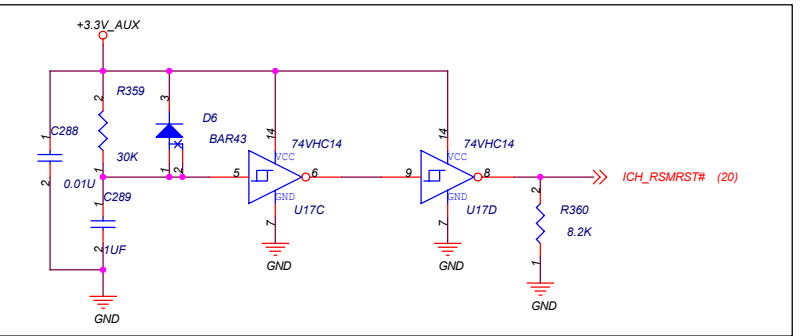 +3.3V_AUX
2
R359
3
D6
C288
1
BAR43
14
74VHC14
14
74VHC14
VCC
VCC
1
30K
1
2
5
6
9
8
ICH_RSMRST# (20)
2
0.01U
C289
GND
GND
2
R360
1
U17C
U17D
7
7
8.2K
2
1UF
1
GND
GND
GND
GND